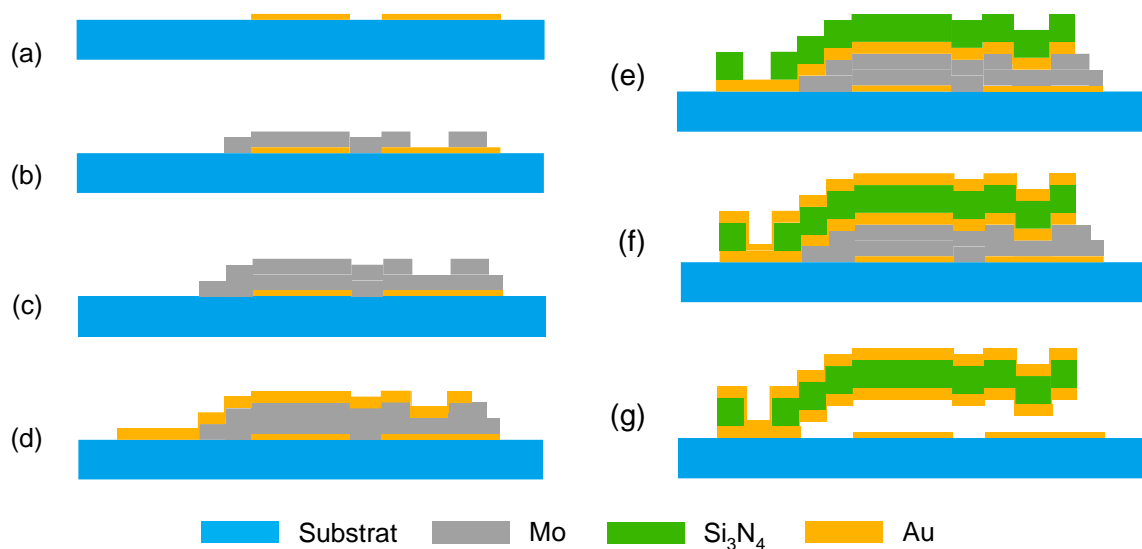 (a)
(b)
(c)
(d)
(e)
(f)
(g)
Substrat Mo Si₃N₄ Au